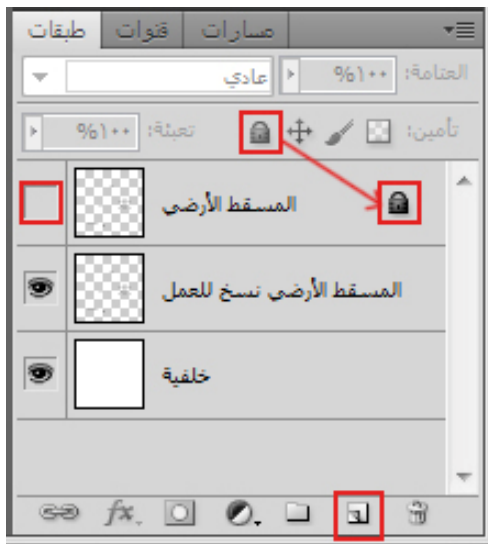 طبقات قنوات مسارات
عادي العتامة: ١٠٠%
تأمين: تعبئة: ١٠٠%
المسقط الأرضي
المسقط الأرضي نسخ للعمل
خلفية
fx